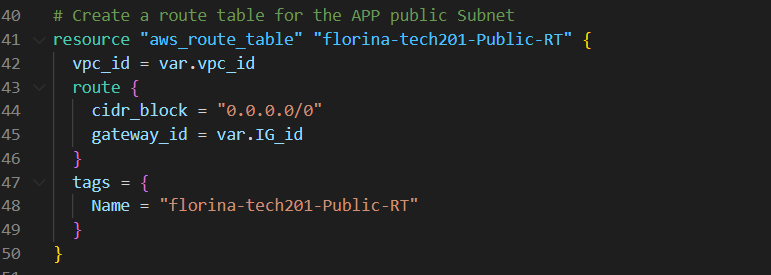 40 # Create a route table for the APP public Subnet
41 resource "aws_route_table" "florina-tech201-Public-RT" {
42 vpc_id = var.vpc_id
43 route {
44 cidr_block = "0.0.0.0/0"
45 gateway_id = var.IG_id
46 }
47 tags = {
48 Name = "florina-tech201-Public-RT"
49 }
50 }